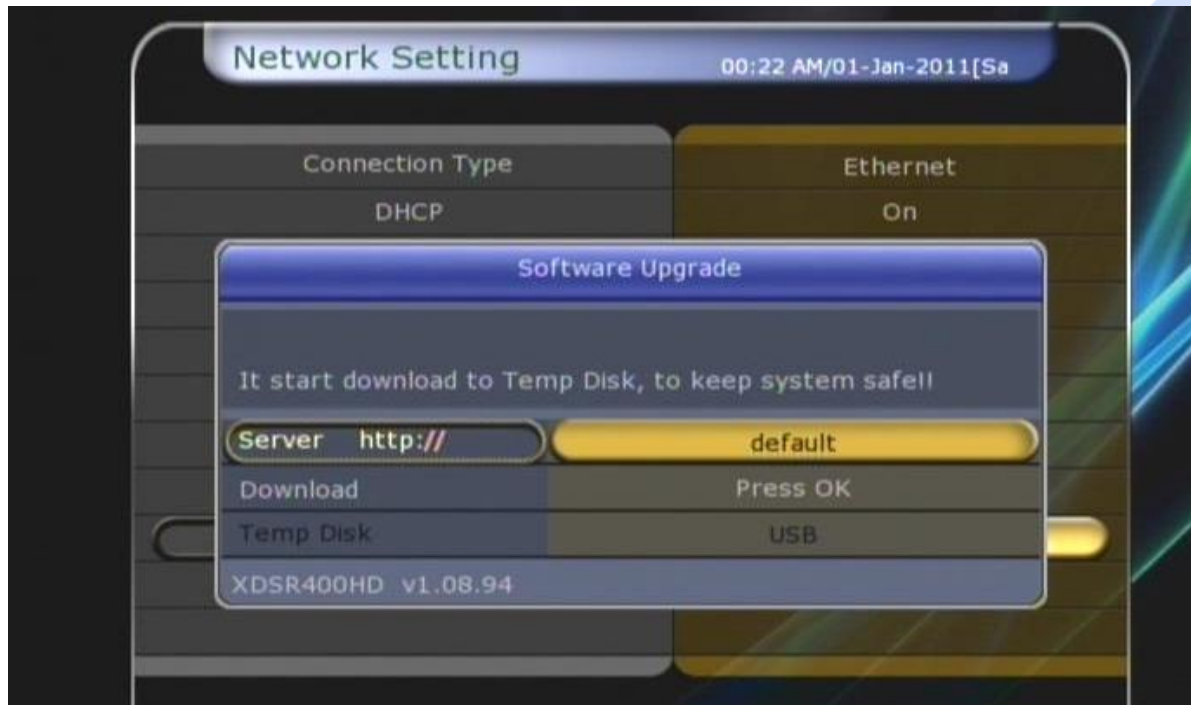 Network Setting 00:22 AM/01-Jan-2011[Sa
Connection Type Ethernet
DHCP On
Software Upgrade
It start download to Temp Disk, to keep system safe!!
Server http:// default
Download Press OK
Temp Disk USB
XDSR400HD v1.08.94